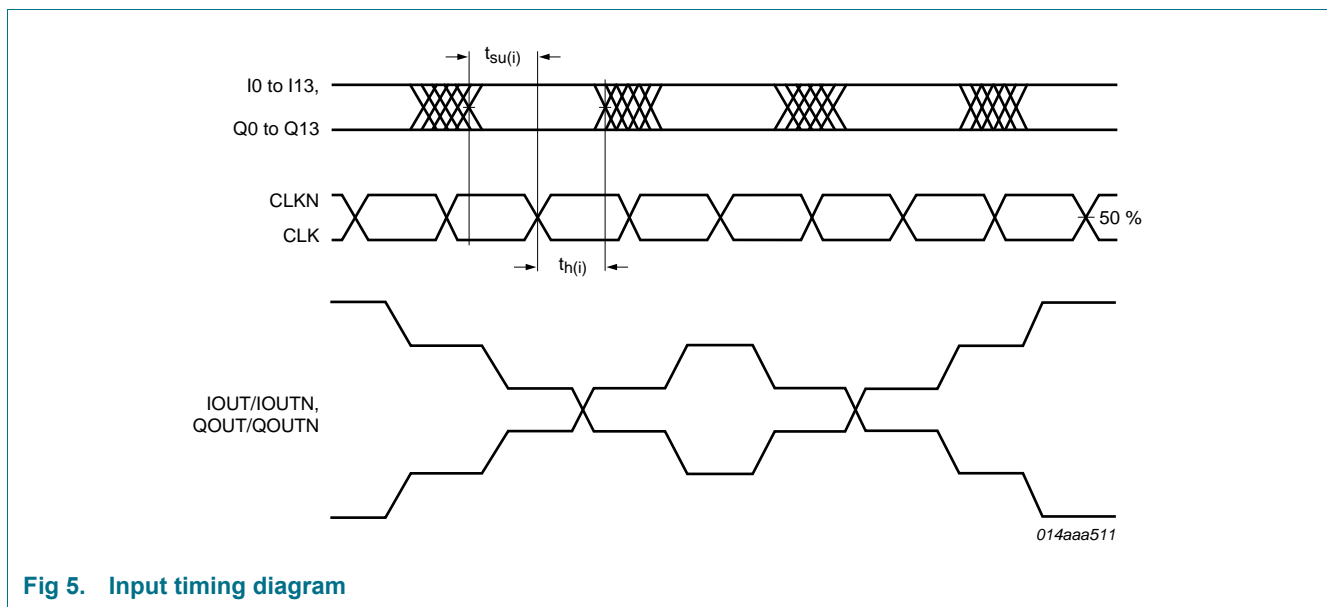 tsu(i)
I0 to I13,
Q0 to Q13
CLKN
CLK
50 %
th(i)
IOUT/IOUTN,
QOUT/QOUTN
014aaa511
Fig 5. Input timing diagram